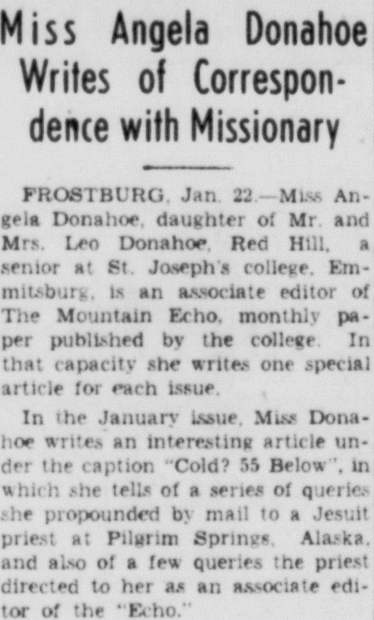 Miss Angela Donahoe
Writes of Correspon-
dence with Missionary
FROSTBURG, Jan. 22.—Miss An-
gela Donahoe, daughter of Mr. and
Mrs. Leo Donahoe, Red Hill, a
senior at St. Joseph's college, Em-
mitsburg, is an associate editor of
The Mountain Echo, monthly pa-
per published by the college. In
that capacity she writes one special
article for each issue.
In the January issue, Miss Dona-
hoe writes an interesting article un-
der the caption "Cold? 55 Below", in
which she tells of a series of queries
she propounded by mail to a Jesuit
priest at Pilgrim Springs, Alaska,
and also of a few queries the priest
directed to her as an associate edi-
tor of the "Echo."